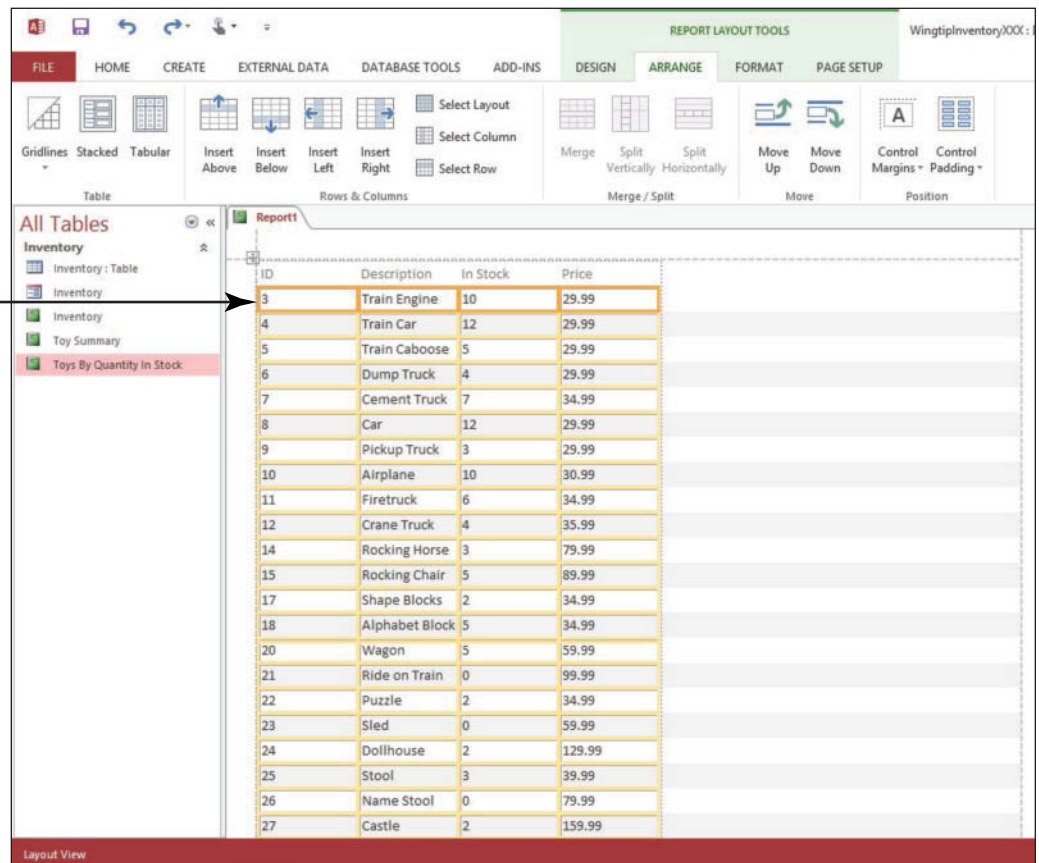 REPORT LAYOUT TOOLS WingtipInventoryXXX :
FILE HOME CREATE EXTERNAL DATA DATABASE TOOLS ADD-INS DESIGN ARRANGE FORMAT PAGE SETUP
Gridlines Stacked Tabular
Table
Insert Above Insert Below Insert Left Insert Right
Select Layout
Select Column
Select Row
Rows & Columns
Merge Split Vertically Split Horizontally
Merge / Split
Move Up Move Down
Move
A
Control Margins Control Padding
Position
All Tables
Inventory
Inventory : Table
Inventory
Inventory
Toy Summary
Toys By Quantity In Stock
Report1
ID Description In Stock Price
3 Train Engine 10 29.99
4 Train Car 12 29.99
5 Train Caboose 5 29.99
6 Dump Truck 4 29.99
7 Cement Truck 7 34.99
8 Car 12 29.99
9 Pickup Truck 3 29.99
10 Airplane 10 30.99
11 Firetruck 6 34.99
12 Crane Truck 4 35.99
14 Rocking Horse 3 79.99
15 Rocking Chair 5 89.99
17 Shape Blocks 2 34.99
18 Alphabet Block 5 34.99
20 Wagon 5 59.99
21 Ride on Train 0 99.99
22 Puzzle 2 34.99
23 Sled 0 59.99
24 Dollhouse 2 129.99
25 Stool 3 39.99
26 Name Stool 0 79.99
27 Castle 2 159.99
Layout View